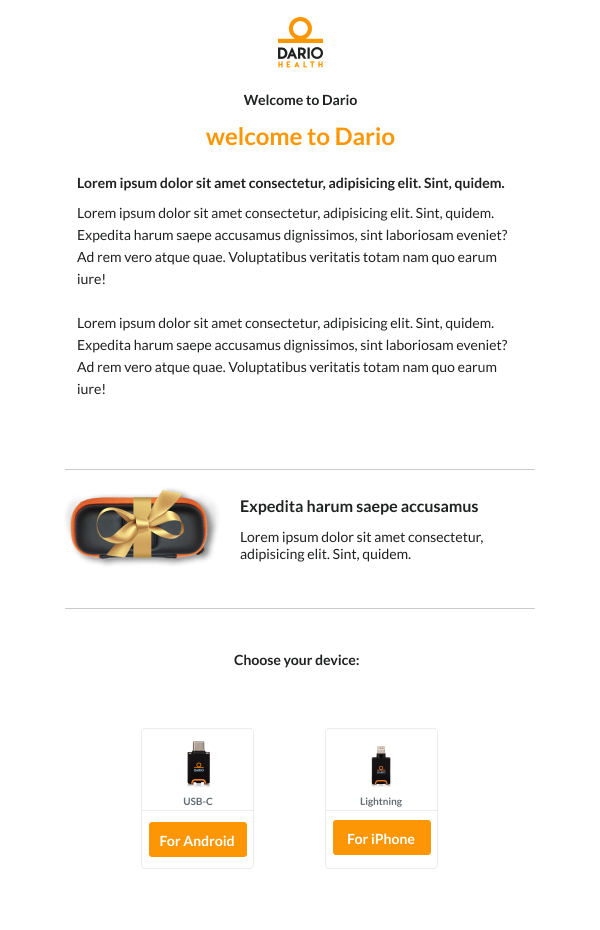 DARIO
HEALTH
Welcome to Dario
welcome to Dario
Lorem ipsum dolor sit amet consectetur, adipisicing elit. Sint, quidem.
Lorem ipsum dolor sit amet consectetur, adipisicing elit. Sint, quidem.
Expedita harum saepe accusamus dignissimos, sint laboriosam eveniet?
Ad rem vero atque quae. Voluptatibus veritatis totam nam quo earum
iure!
Lorem ipsum dolor sit amet consectetur, adipisicing elit. Sint, quidem.
Expedita harum saepe accusamus dignissimos, sint laboriosam eveniet?
Ad rem vero atque quae. Voluptatibus veritatis totam nam quo earum
iure!
Expedita harum saepe accusamus
Lorem ipsum dolor sit amet consectetur,
adipisicing elit. Sint, quidem.
Choose your device:
DARIO
USB-C
For Android
DARIO
Lightning
For iPhone